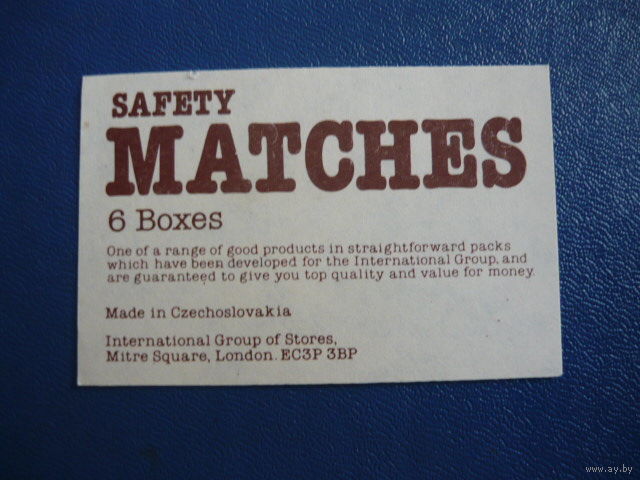 SAFETY
MATCHES
6 Boxes
One of a range of good products in straightforward packs
which have been developed for the International Group, and
are guaranteed to give you top quality and value for money.
Made in Czechoslovakia
International Group of Stores,
Mitre Square, London. EC3P 3BP
www.ay.by